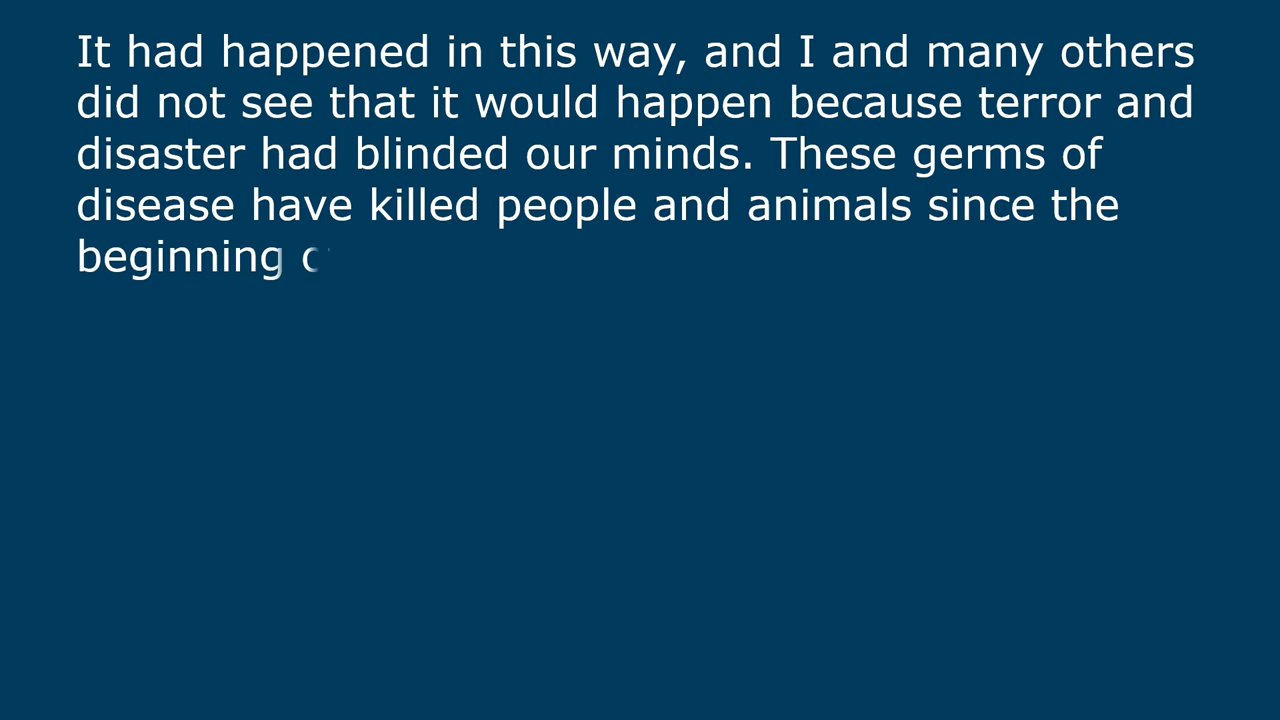 It had happened in this way, and I and many others
did not see that it would happen because terror and
disaster had blinded our minds. These germs of
disease have killed people and animals since the
beginning